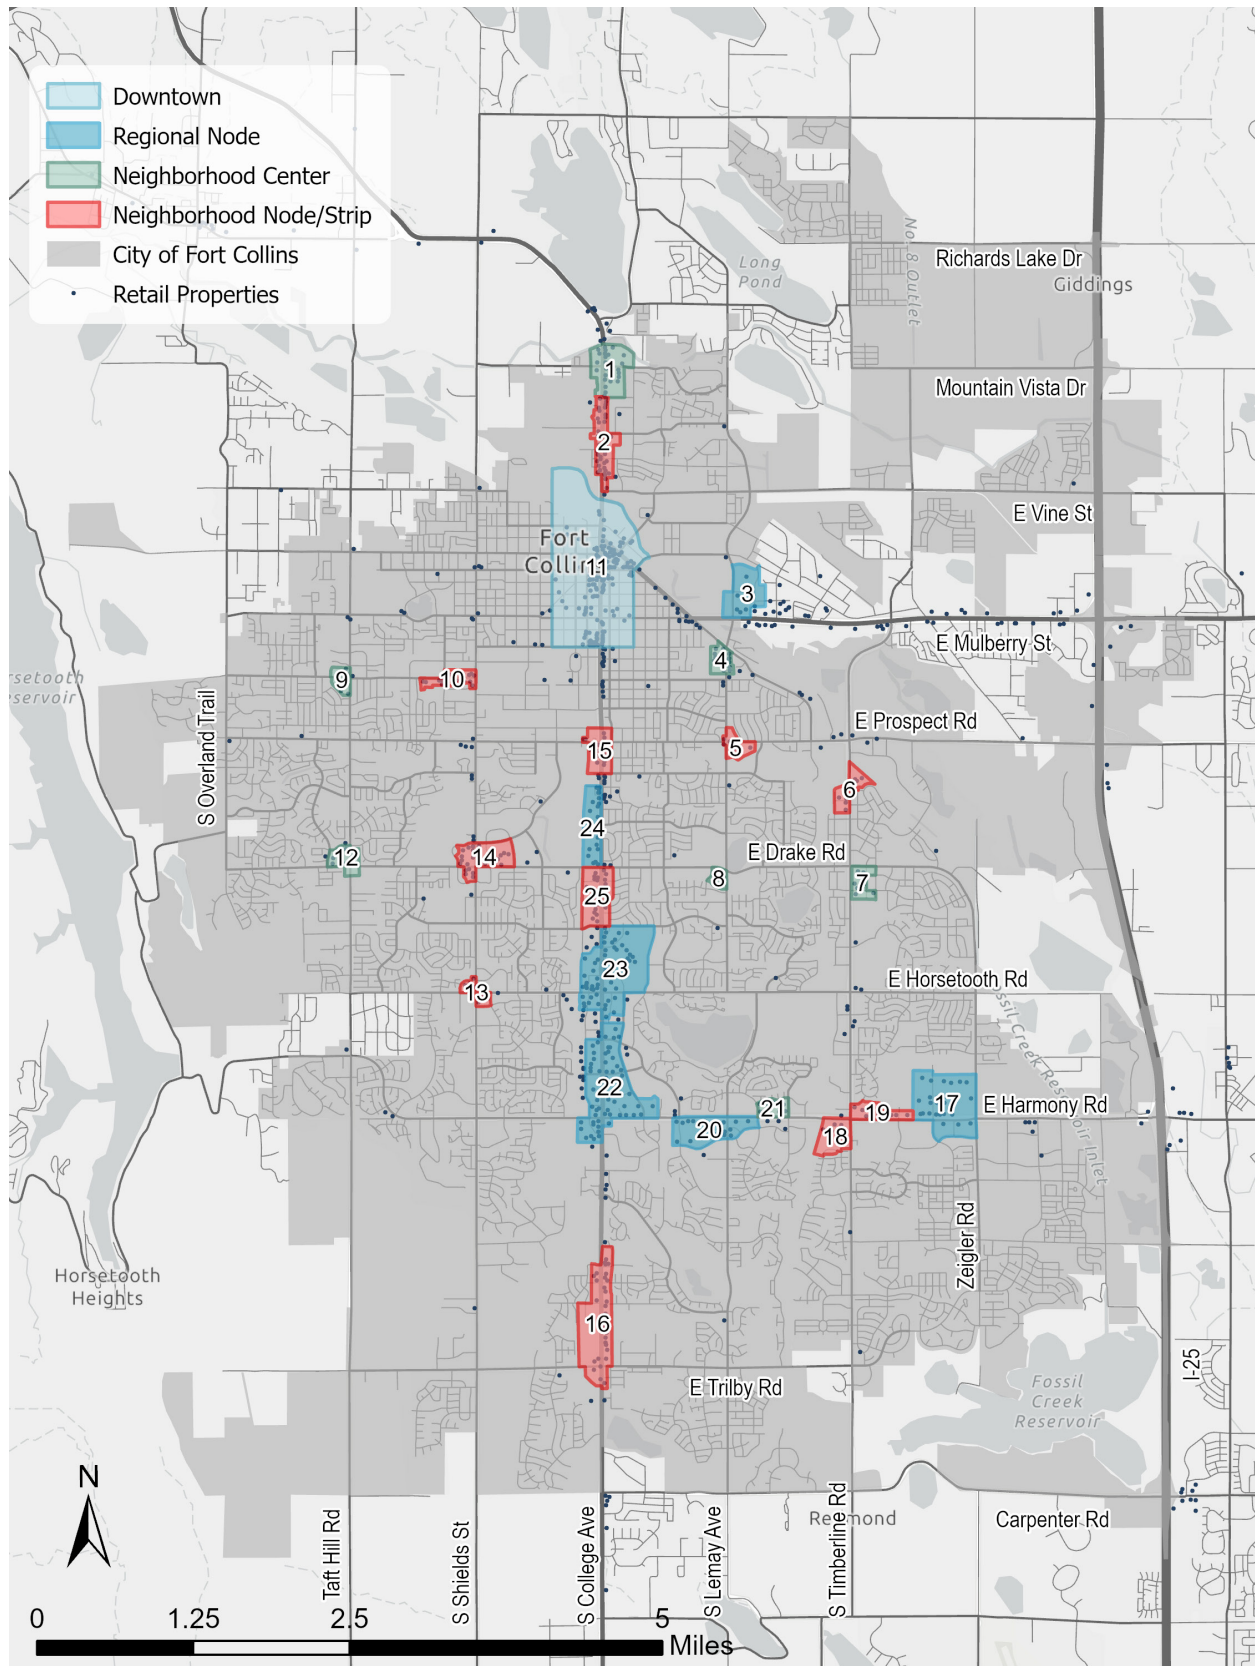 Downtown
Regional Node
Neighborhood Center
Neighborhood Node/Strip
City of Fort Collins
Retail Properties
No. 8 Outlet
Richards Lake Dr
Giddings
Long
Pond
1
Mountain Vista Dr
2
E Vine St
Fort
11
3
E Mulberry St
4
9
10
S Overland Trail
E Prospect Rd
15
5
6
24
E Drake Rd
12
14
8
7
25
23
E Horsetooth Rd
13
22
17
E Harmony Rd
21
19
20
18
Zeigler Rd
Horsetooth
Heights
16
I-25
E Trilby Rd
Fossil
Creek
Reservoir
N
Taft Hill Rd
S Shields St
S College Ave
S Lemay Ave
S Timberline Rd
Carpenter Rd
0 1.25 2.5 5
Miles